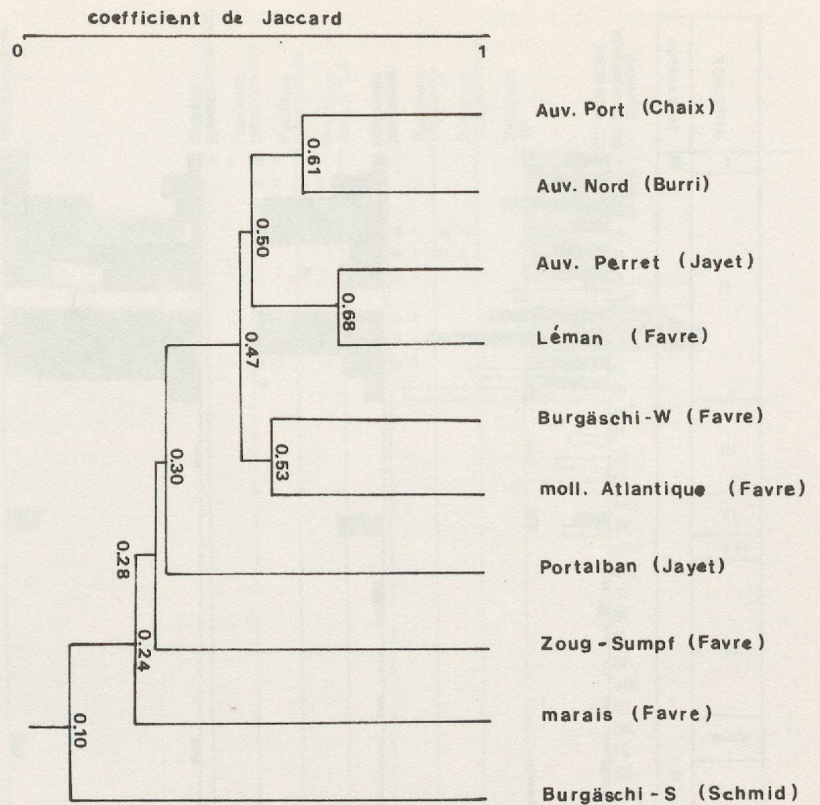 coefficient de Jaccard
0 1
Auv. Port (Chaix)
0.61
Auv. Nord (Burri)
0.50
Auv. Perret (Jayet)
0.68
Léman (Favre)
0.47
Burgäschi-W (Favre)
0.53
moll. Atlantique (Favre)
0.30
Portalban (Jayet)
0.28
Zoug-Sumpf (Favre)
0.24
marais (Favre)
0.10
Burgäschi-S (Schmid)